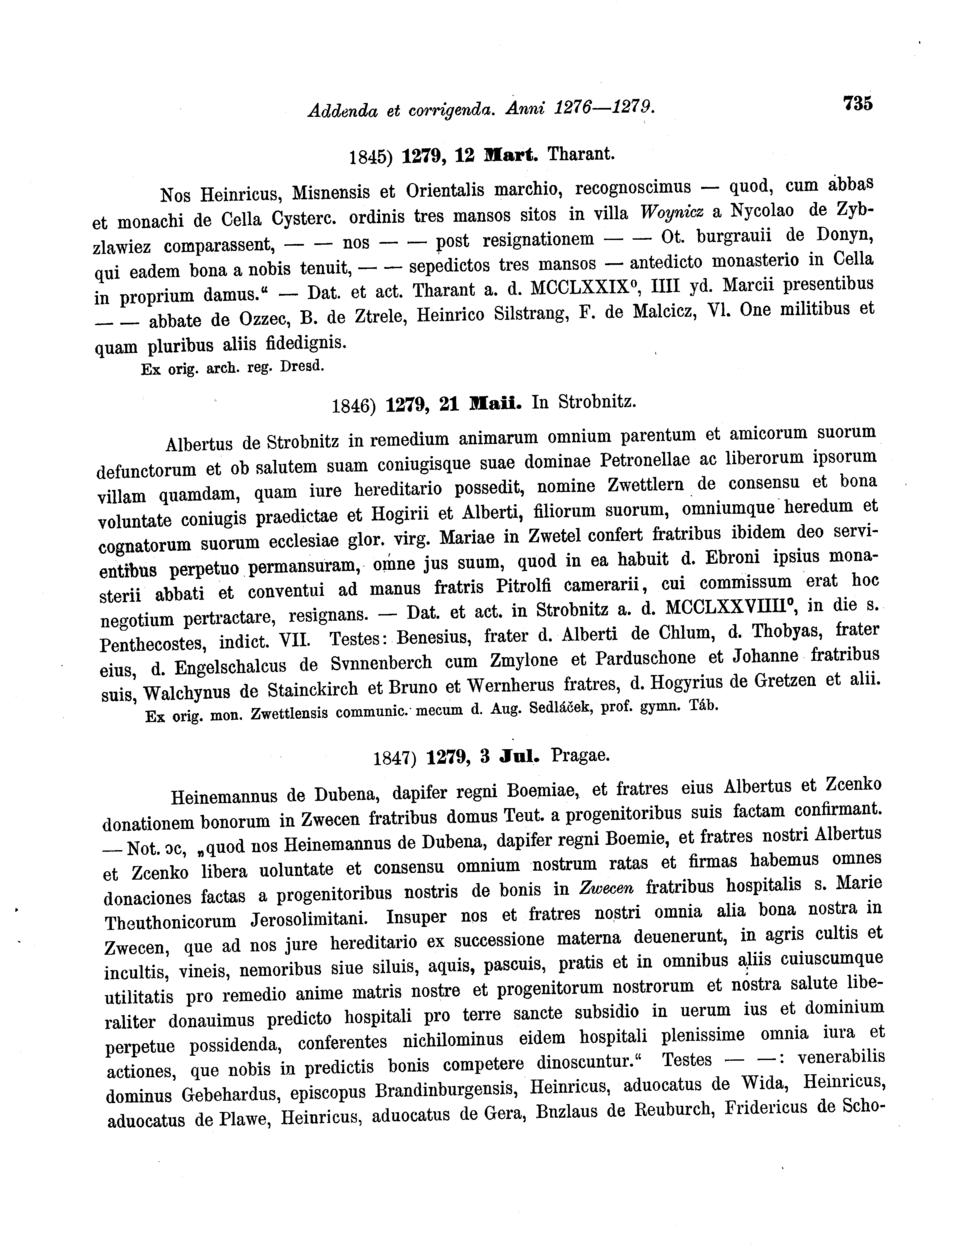 Addenda et corrigenda. Anni 1276—1279. 735
1845) 1279, 12 Mart. Tharant.
Nos Heinricus, Misnensis et Orientalis marchio, recognoscimus — quod, cum abbas
et monachi de Cella Cysterc. ordinis tres mansos sitos in villa Woynicz a Nycolao de Zyb-
zlawiez comparassent, — — nos — — post resignationem — — Ot. burgrauii de Donyn,
qui eadem bona a nobis tenuit, — — sepedictos tres mansos — antedicto monasterio in Cella
in proprium damus.“ — Dat. et act. Tharant a. d. MCCLXXIX⁰, IIII yd. Marcii presentibus
— — abbate de Ozzec, B. de Ztrele, Heinrico Silstrang, F. de Malcicz, Vl. One militibus et
quam pluribus aliis fidedignis.
Ex orig. arch. reg. Dresd.
1846) 1279, 21 Maii. In Strobnitz.
Albertus de Strobnitz in remedium animarum omnium parentum et amicorum suorum
defunctorum et ob salutem suam coniugisque suae dominae Petronellae ac liberorum ipsorum
villam quamdam, quam iure hereditario possedit, nomine Zwettlern de consensu et bona
voluntate coniugis praedictae et Hogirii et Alberti, filiorum suorum, omniumque heredum et
cognatorum suorum ecclesiae glor. virg. Mariae in Zwetel confert fratribus ibidem deo servi-
entibus perpetuo permansuram, omne jus suum, quod in ea habuit d. Ebroni ipsius mona-
sterii abbati et conventui ad manus fratris Pitrolfi camerarii, cui commissum erat hoc
negotium pertractare, resignans. — Dat. et act. in Strobnitz a. d. MCCLXXVIIII⁰, in die s.
Penthecostes, indict. VII. Testes: Benesius, frater d. Alberti de Chlum, d. Thobyas, frater
eius, d. Engelschalcus de Svnnenberch cum Zmylone et Parduschone et Johanne fratribus
suis, Walchynus de Stainckirch et Bruno et Wernherus fratres, d. Hogyrius de Gretzen et alii.
Ex orig. mon. Zwettlensis communic. mecum d. Aug. Sedláček, prof. gymn. Táb.
1847) 1279, 3 Jul. Pragae.
Heinemannus de Dubena, dapifer regni Boemiae, et fratres eius Albertus et Zcenko
donationem bonorum in Zwecen fratribus domus Teut. a progenitoribus suis factam confirmant.
— Not. ɔc, „quod nos Heinemannus de Dubena, dapifer regni Boemie, et fratres nostri Albertus
et Zcenko libera uoluntate et consensu omnium nostrum ratas et firmas habemus omnes
donaciones factas a progenitoribus nostris de bonis in Zwecen fratribus hospitalis s. Marie
Theuthonicorum Jerosolimitani. Insuper nos et fratres nostri omnia alia bona nostra in
Zwecen, que ad nos jure hereditario ex successione materna deuenerunt, in agris cultis et
incultis, vineis, nemoribus siue siluis, aquis, pascuis, pratis et in omnibus aliis cuiuscumque
utilitatis pro remedio anime matris nostre et progenitorum nostrorum et nostra salute libe-
raliter donauimus predicto hospitali pro terre sancte subsidio in uerum ius et dominium
perpetue possidenda, conferentes nichilominus eidem hospitali plenissime omnia iura et
actiones, que nobis in predictis bonis competere dinoscuntur.“ Testes — —: venerabilis
dominus Gebehardus, episcopus Brandinburgensis, Heinricus, aduocatus de Wida, Heinricus,
aduocatus de Plawe, Heinricus, aduocatus de Gera, Bnzlaus de Reuburch, Fridericus de Scho-